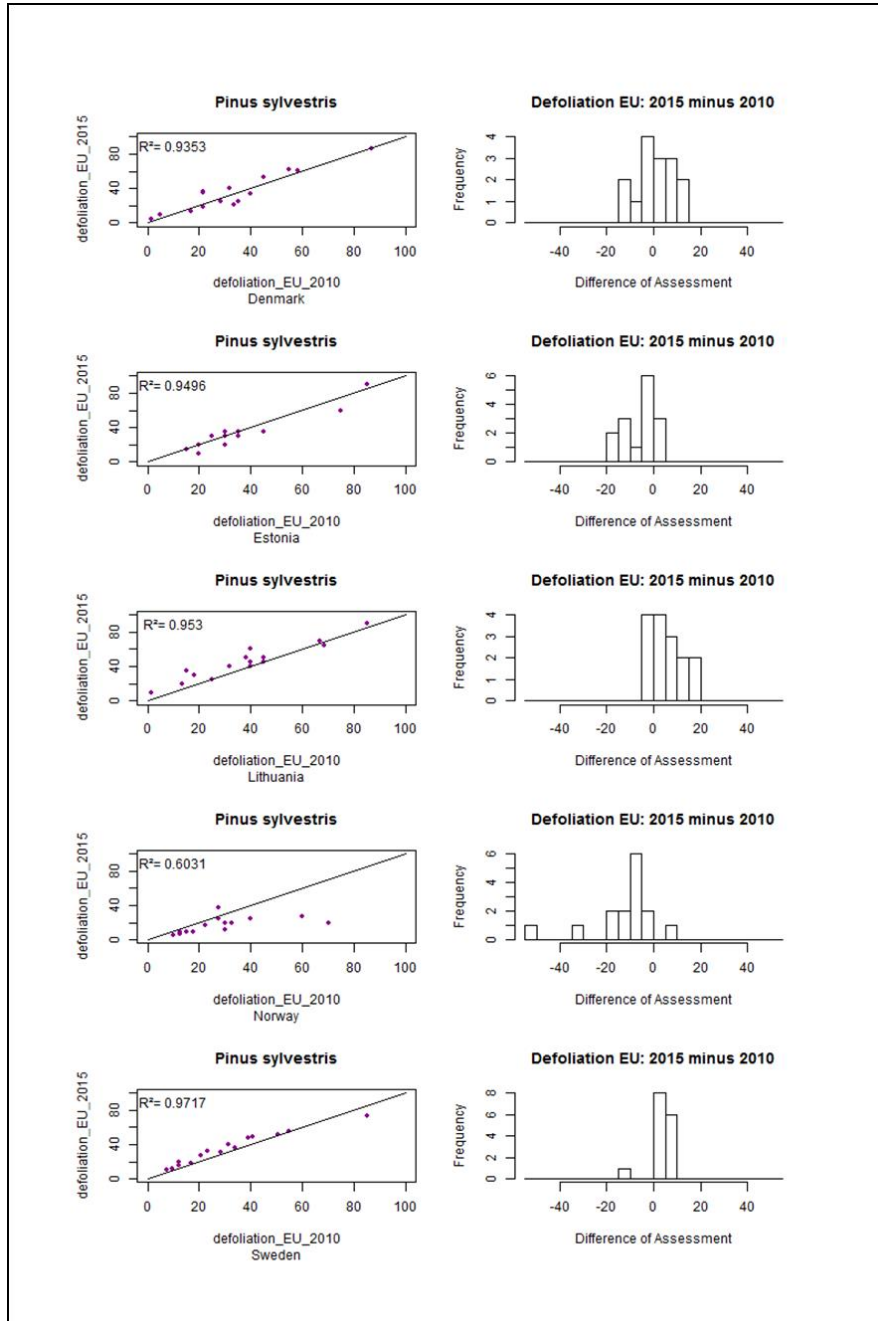 Pinus sylvestris
defoliation_EU_2015
R²= 0.9353
0 40 80
0 20 40 60 80 100
defoliation_EU_2010
Denmark
Defoliation EU: 2015 minus 2010
Frequency
0 1 2 3 4
-40 -20 0 20 40
Difference of Assessment
Pinus sylvestris
defoliation_EU_2015
R²= 0.9496
0 40 80
0 20 40 60 80 100
defoliation_EU_2010
Estonia
Defoliation EU: 2015 minus 2010
Frequency
0 2 4 6
-40 -20 0 20 40
Difference of Assessment
Pinus sylvestris
defoliation_EU_2015
R²= 0.953
0 40 80
0 20 40 60 80 100
defoliation_EU_2010
Lithuania
Defoliation EU: 2015 minus 2010
Frequency
0 1 2 3 4
-40 -20 0 20 40
Difference of Assessment
Pinus sylvestris
defoliation_EU_2015
R²= 0.6031
0 40 80
0 20 40 60 80 100
defoliation_EU_2010
Norway
Defoliation EU: 2015 minus 2010
Frequency
0 2 4 6
-40 -20 0 20 40
Difference of Assessment
Pinus sylvestris
defoliation_EU_2015
R²= 0.9717
0 40 80
0 20 40 60 80 100
defoliation_EU_2010
Sweden
Defoliation EU: 2015 minus 2010
Frequency
0 2 4 6 8
-40 -20 0 20 40
Difference of Assessment